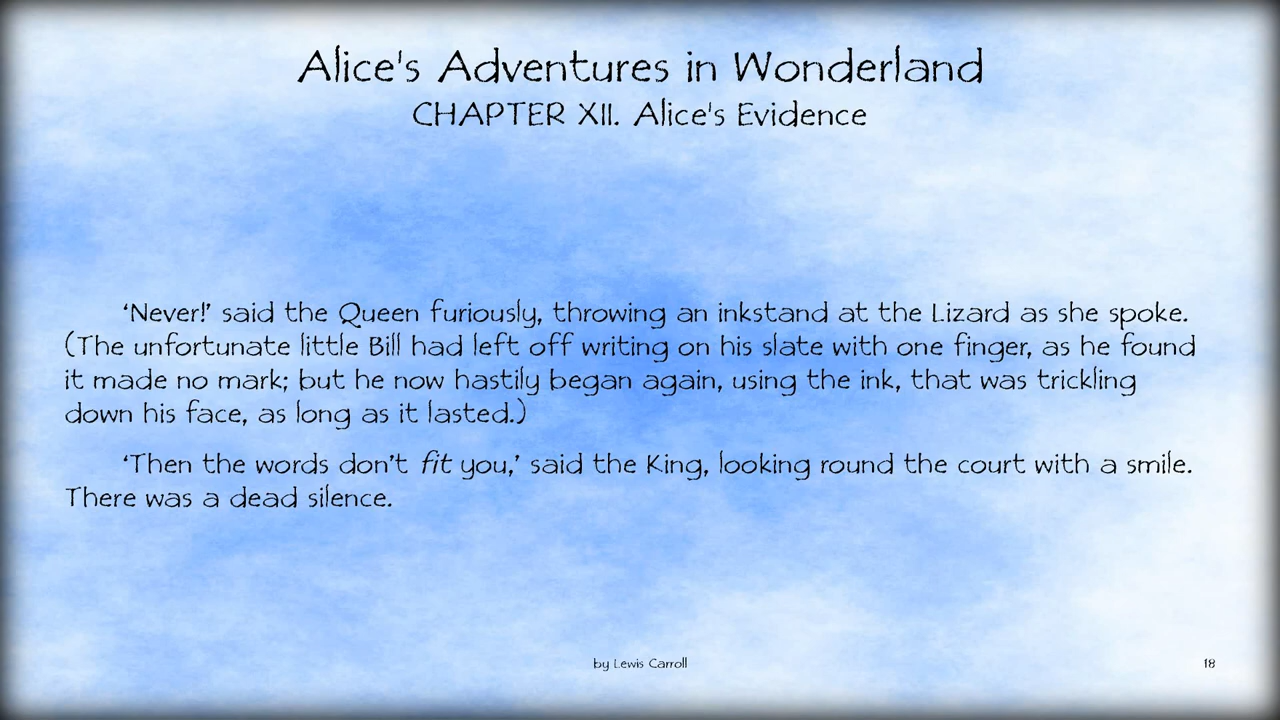 Alice's Adventures in Wonderland
CHAPTER XII. Alice's Evidence
‘Never!’ said the Queen furiously, throwing an inkstand at the Lizard as she spoke.
(The unfortunate little Bill had left off writing on his slate with one finger, as he found
it made no mark; but he now hastily began again, using the ink, that was trickling
down his face, as long as it lasted.)
‘Then the words don’t fit you,’ said the King, looking round the court with a smile.
There was a dead silence.
by Lewis Carroll
18